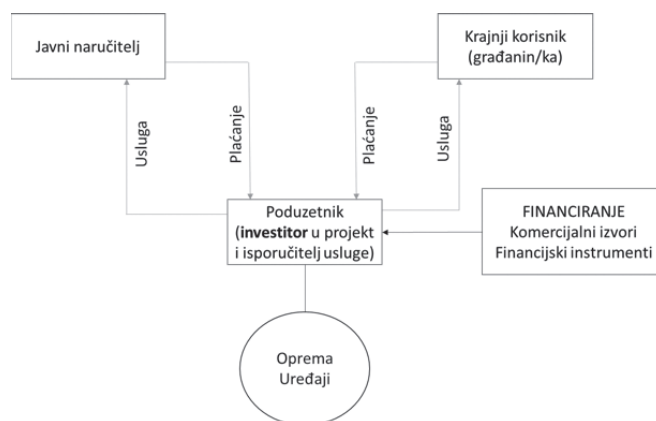 Javni naručitelj
Krajnji korisnik
(građanin/ka)
Usluga
Plaćanje
Plaćanje
Usluga
Poduzetnik
(investitor u projekt
i isporučitelj usluge)
FINANCIRANJE
Komercijalni izvori
Financijski instrumenti
Oprema
Uređaji